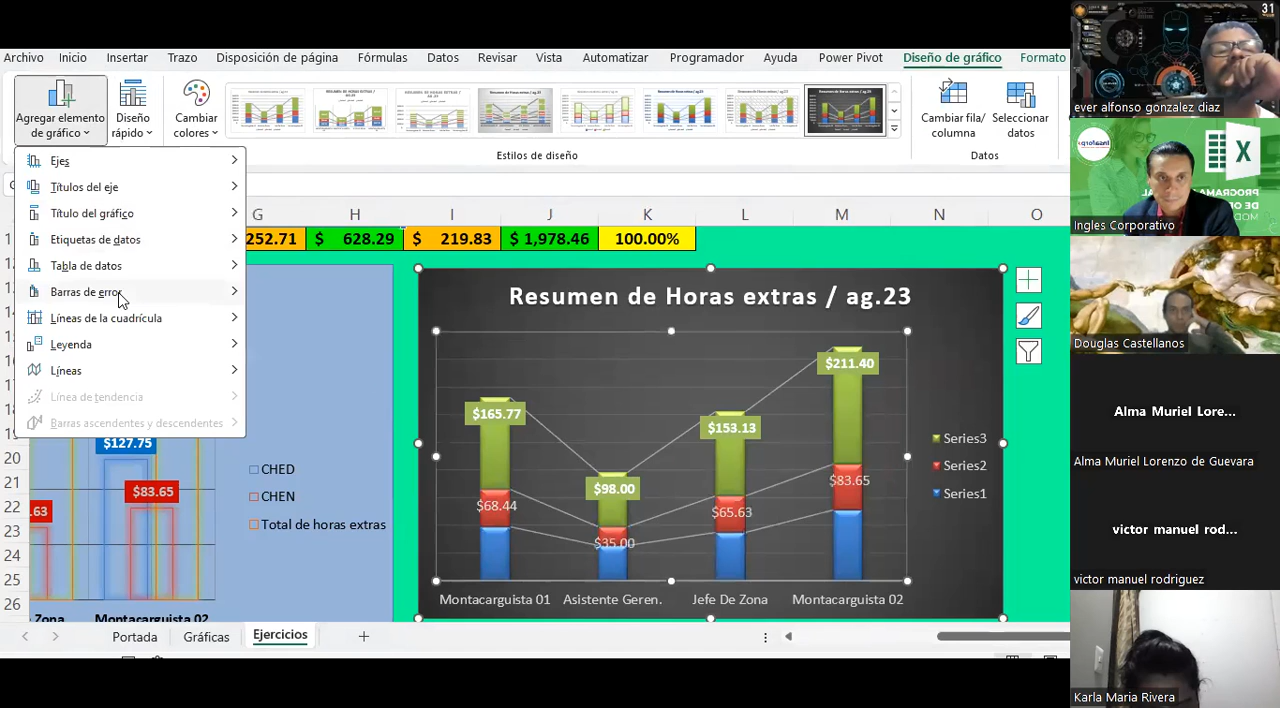 Archivo Inicio Insertar Trazo Disposición de página Fórmulas Datos Revisar Vista Automatizar Programador Ayuda Power Pivot Diseño de gráfico Formato
Agregar elemento de gráfico
Diseño rápido
Cambiar colores
Estilos de diseño
Cambiar fila/ columna
Seleccionar datos
Datos
Ejes
Títulos del eje
Título del gráfico
Etiquetas de datos
Tabla de datos
Barras de error
Líneas de la cuadrícula
Leyenda
Líneas
Línea de tendencia
Barras ascendentes y descendentes
G H I J K L M N O
252.71 $ 628.29 $ 219.83 $ 1,978.46 100.00%
Resumen de Horas extras / ag.23
$211.40
$165.77
$153.13
$98.00
$83.65
$68.44
$65.63
$35.00
Series3
Series2
Series1
Montacarguista 01 Asistente Geren. Jefe De Zona Montacarguista 02
20
21
22
23
24
25
26
$127.75
$83.65
.63
CHED
CHEN
Total de horas extras
Zona Montacarguista 02
Portada Gráficas Ejercicios
31
ever alfonso gonzalez diaz
Insaforp
X
PROGRAMA
DE
MOD
Ingles Corporativo
Douglas Castellanos
Alma Muriel Lore...
Alma Muriel Lorenzo de Guevara
victor manuel rod...
victor manuel rodriguez
Karla Maria Rivera